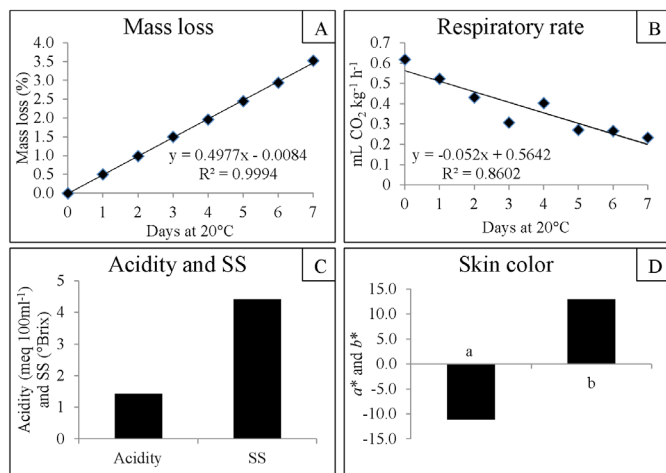 Mass loss
A
4.0
3.5
3.0
2.5
2.0
1.5
1.0
0.5
0.0
Mass loss (%)
y = 0.4977x - 0.0084
R² = 0.9994
0 1 2 3 4 5 6 7
Days at 20°C
Respiratory rate
B
0.7
0.6
0.5
0.4
0.3
0.2
0.1
0
mL CO₂ kg⁻¹ h⁻¹
y = -0.052x + 0.5642
R² = 0.8602
0 1 2 3 4 5 6 7
Days at 20°C
Acidity and SS
C
5
4
3
2
1
0
Acidity (meq 100ml⁻¹)
and SS (°Brix)
Acidity SS
Skin color
D
15.0
10.0
5.0
0.0
-5.0
-10.0
-15.0
a* and b*
a
b